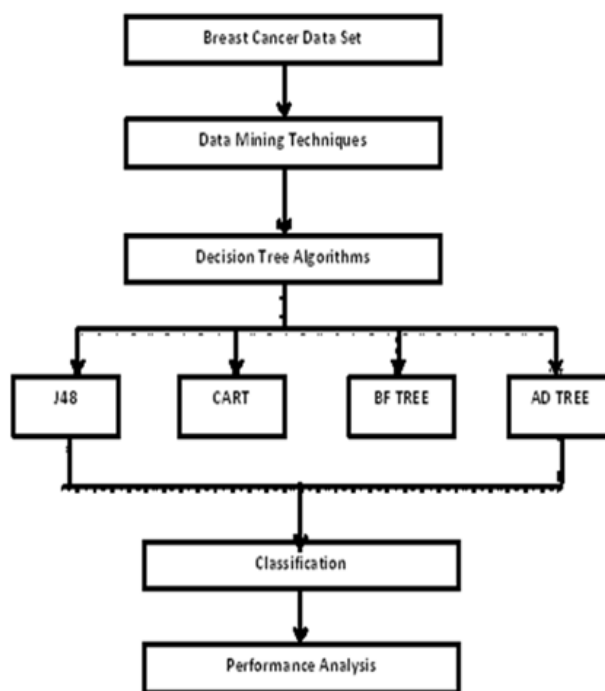 Breast Cancer Data Set
Data Mining Techniques
Decision Tree Algorithms
J48
CART
BF TREE
AD TREE
Classification
Performance Analysis